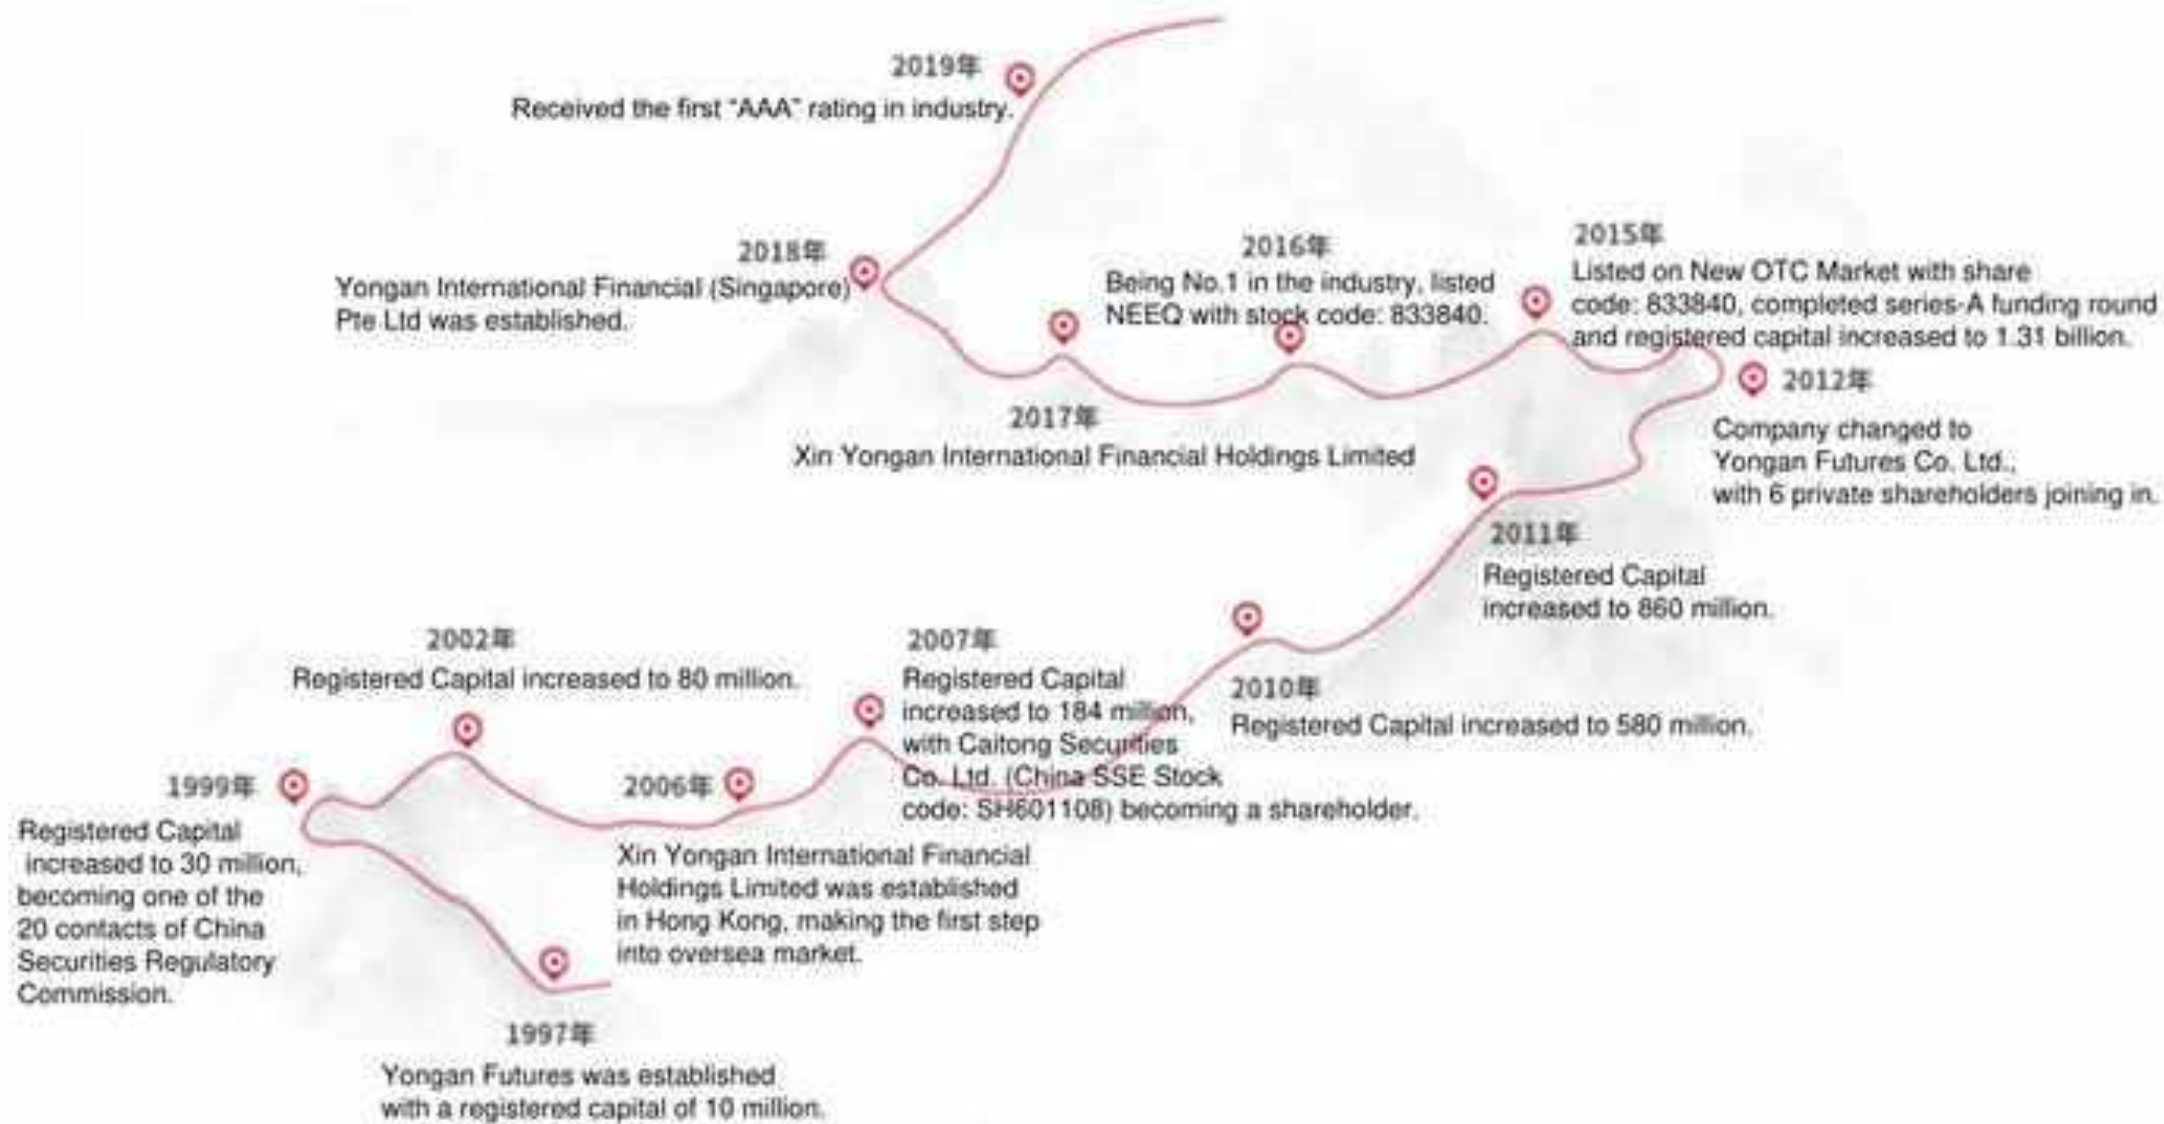 2019年
Received the first “AAA” rating in industry.
2018年
Yongan International Financial (Singapore)
Pte Ltd was established.
2016年
Being No.1 in the industry, listed
NEEQ with stock code: 833840.
2015年
Listed on New OTC Market with share
code: 833840, completed series-A funding round
and registered capital increased to 1.31 billion.
2012年
Company changed to
Yongan Futures Co. Ltd.,
with 6 private shareholders joining in.
2017年
Xin Yongan International Financial Holdings Limited
2011年
Registered Capital
increased to 860 million.
2010年
Registered Capital increased to 580 million.
2007年
Registered Capital
increased to 184 million,
with Caitong Securities
Co. Ltd. (China SSE Stock
code: SH601108) becoming a shareholder.
2002年
Registered Capital increased to 80 million.
2006年
Xin Yongan International Financial
Holdings Limited was established
in Hong Kong, making the first step
into oversea market.
1999年
Registered Capital
increased to 30 million,
becoming one of the
20 contacts of China
Securities Regulatory
Commission.
1997年
Yongan Futures was established
with a registered capital of 10 million.